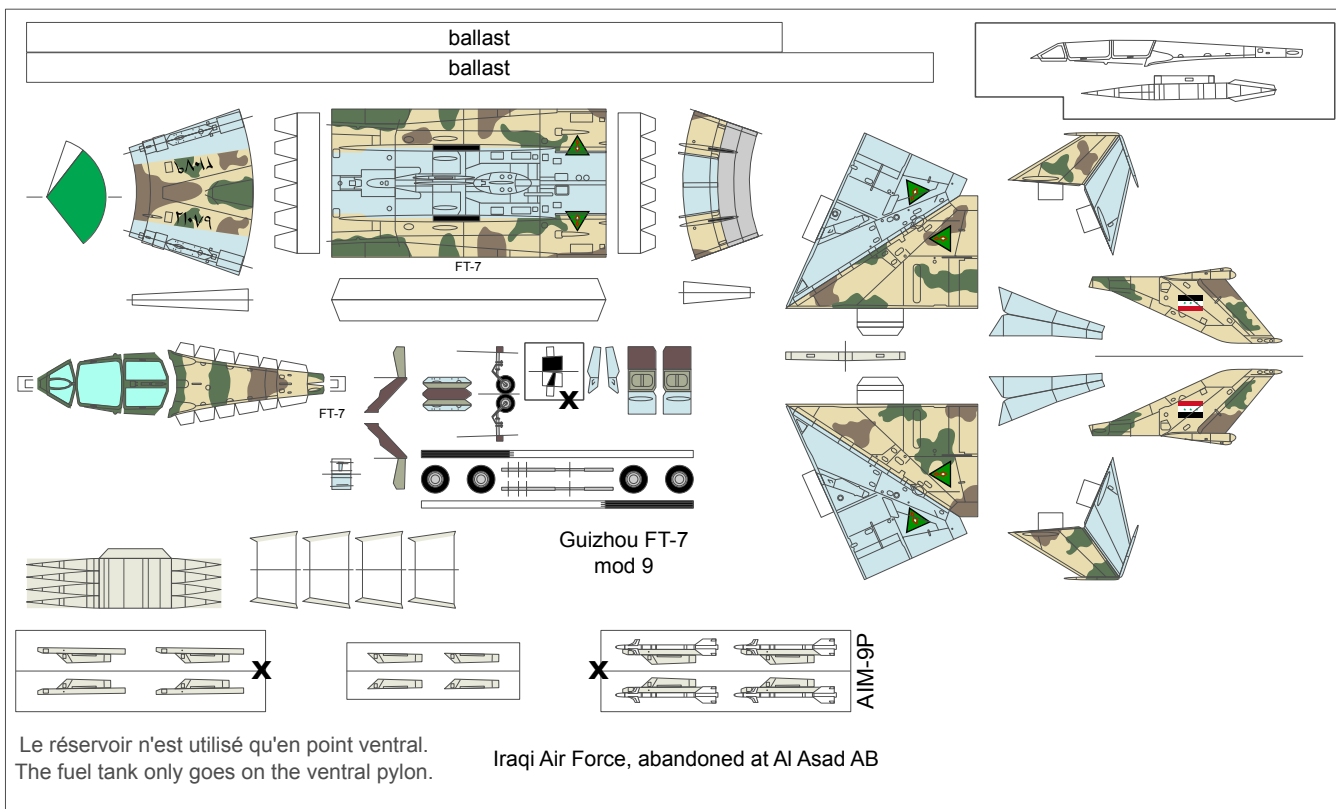 ballast
ballast
FT-7
FT-7
x
Guizhou FT-7
mod 9
x
x
AIM-9P
Le réservoir n'est utilisé qu'en point ventral.
The fuel tank only goes on the ventral pylon.
Iraqi Air Force, abandoned at Al Asad AB